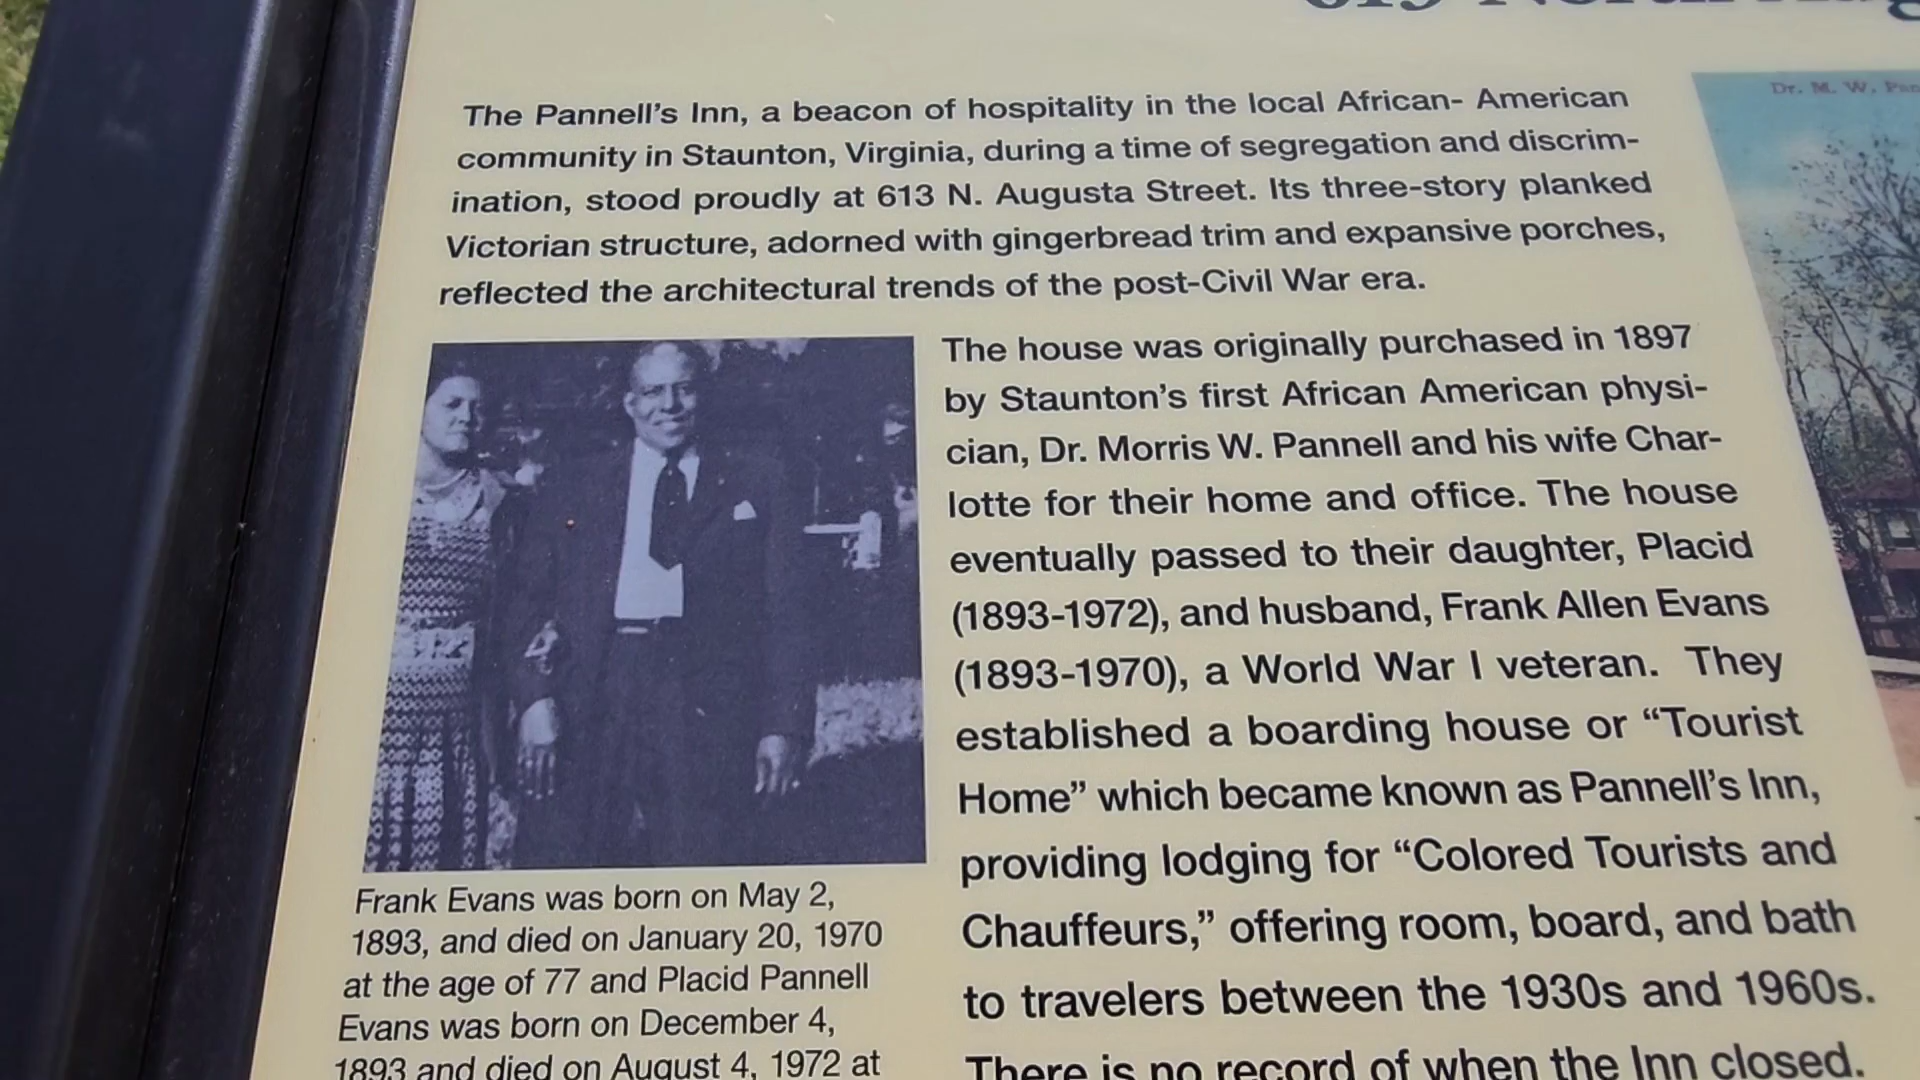 The Pannell's Inn, a beacon of hospitality in the local African- American
community in Staunton, Virginia, during a time of segregation and discrim-
ination, stood proudly at 613 N. Augusta Street. Its three-story planked
Victorian structure, adorned with gingerbread trim and expansive porches,
reflected the architectural trends of the post-Civil War era.
Dr. M. W.
The house was originally purchased in 1897
by Staunton's first African American physi-
cian, Dr. Morris W. Pannell and his wife Char-
lotte for their home and office. The house
eventually passed to their daughter, Placid
(1893-1972), and husband, Frank Allen Evans
(1893-1970), a World War I veteran. They
established a boarding house or “Tourist
Home” which became known as Pannell's Inn,
providing lodging for “Colored Tourists and
Chauffeurs,” offering room, board, and bath
to travelers between the 1930s and 1960s.
There is no record of when the Inn closed.
Frank Evans was born on May 2,
1893, and died on January 20, 1970
at the age of 77 and Placid Pannell
Evans was born on December 4,
1893 and died on August 4, 1972 at